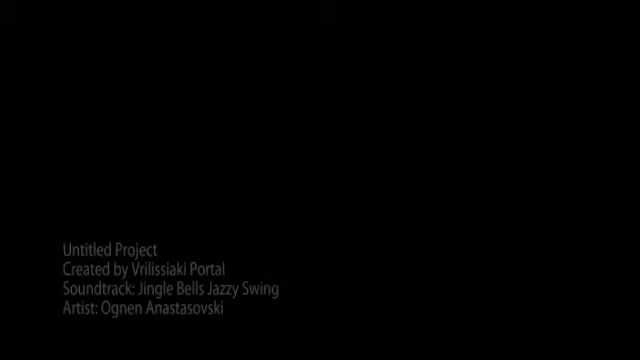 Untitled Project
Created by Vrilissiaki Portal
Soundtrack: Jingle Bells Jazzy Swing
Artist: Ognen Anastasovski